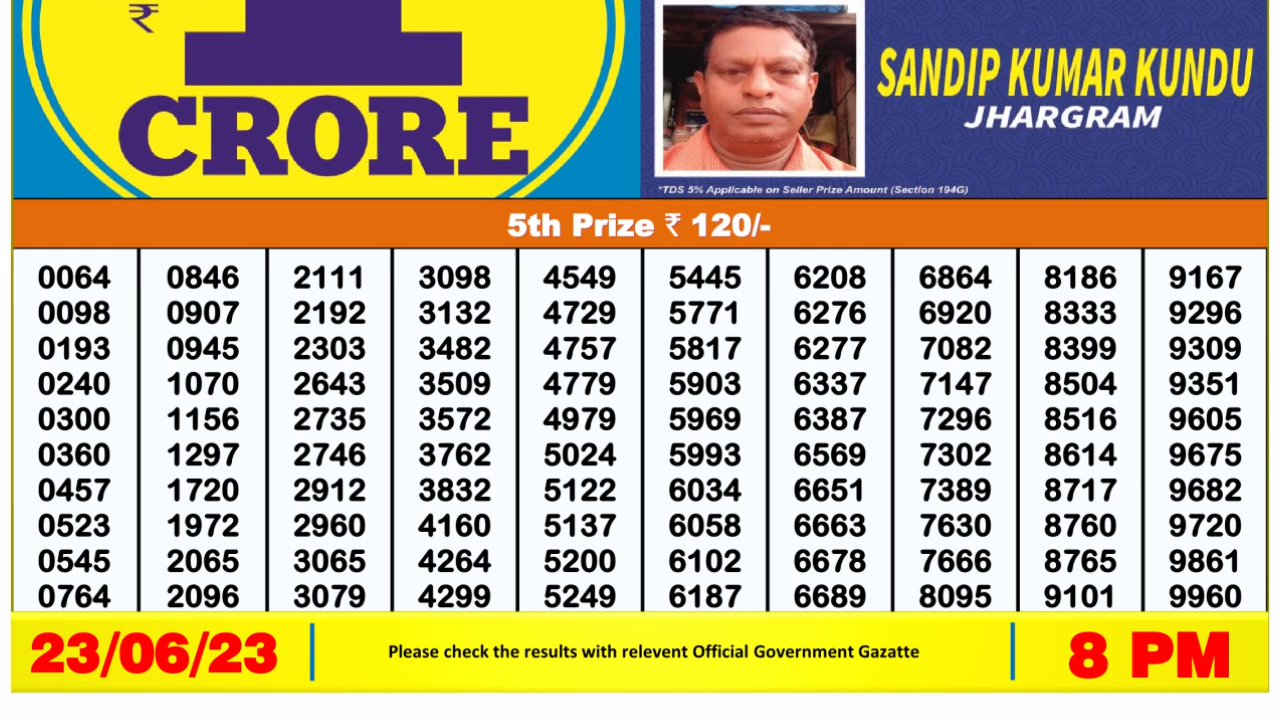 ₹
1
CRORE
SANDIP KUMAR KUNDU
JHARGRAM
*TDS 5% Applicable on Seller Prize Amount (Section 194G)
5th Prize ₹ 120/-
0064 0846 2111 3098 4549 5445 6208 6864 8186 9167
0098 0907 2192 3132 4729 5771 6276 6920 8333 9296
0193 0945 2303 3482 4757 5817 6277 7082 8399 9309
0240 1070 2643 3509 4779 5903 6337 7147 8504 9351
0300 1156 2735 3572 4979 5969 6387 7296 8516 9605
0360 1297 2746 3762 5024 5993 6569 7302 8614 9675
0457 1720 2912 3832 5122 6034 6651 7389 8717 9682
0523 1972 2960 4160 5137 6058 6663 7630 8760 9720
0545 2065 3065 4264 5200 6102 6678 7666 8765 9861
0764 2096 3079 4299 5249 6187 6689 8095 9101 9960
23/06/23
Please check the results with relevent Official Government Gazatte
8 PM